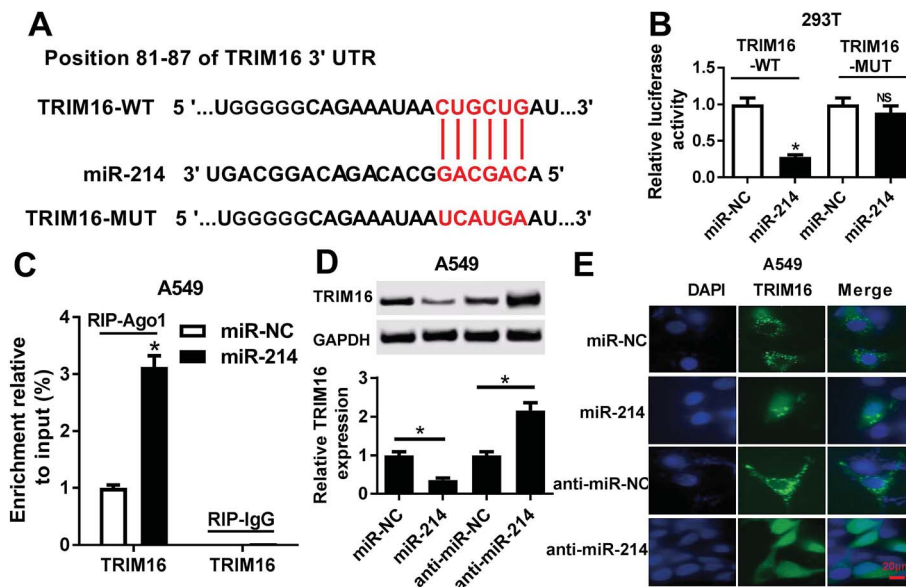 A
Position 81-87 of TRIM16 3' UTR
TRIM16-WT 5 '...UGGGGGCAGAAAUAACUGCUGAU...3'
miR-214 3' UGACGGACAGACACGGACGACA 5'
TRIM16-MUT 5 '...UGGGGGCAGAAAUAAUCAUGAAU...3'
B
293T
TRIM16 -WT
TRIM16 -MUT
Relative luciferase activity
1.5
1.0
0.5
0.0
*
NS
miR-NC
miR-214
miR-NC
miR-214
C
A549
RIP-Ago1
*
miR-NC
miR-214
RIP-IgG
Enrichment relative to input (%)
4
3
2
1
0
TRIM16
TRIM16
D
A549
TRIM16
GAPDH
Relative TRIM16 expression
3
2
1
0
*
*
miR-NC
miR-214
anti-miR-NC
anti-miR-214
E
A549
DAPI TRIM16 Merge
miR-NC
miR-214
anti-miR-NC
anti-miR-214
20μm